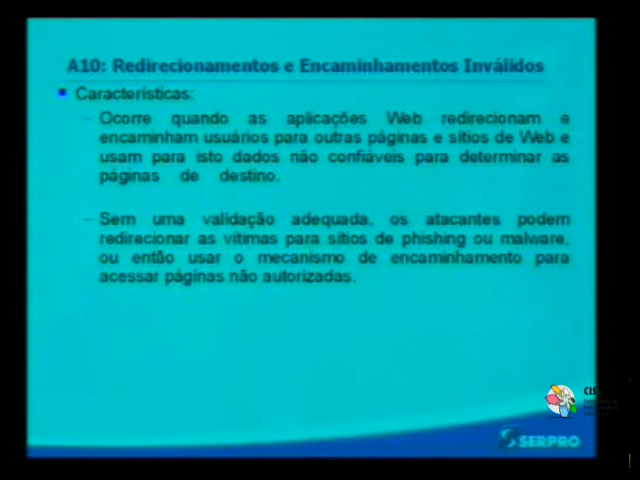 A10: Redirecionamentos e Encaminhamentos Inválidos
Características:
– Ocorre quando as aplicações Web redirecionam e
encaminham usuários para outras páginas e sítios de Web e
usam para isto dados não confiáveis para determinar as
páginas de destino.
– Sem uma validação adequada, os atacantes podem
redirecionar as vítimas para sítios de phishing ou malware,
ou então usar o mecanismo de encaminhamento para
acessar páginas não autorizadas.
SERPRO